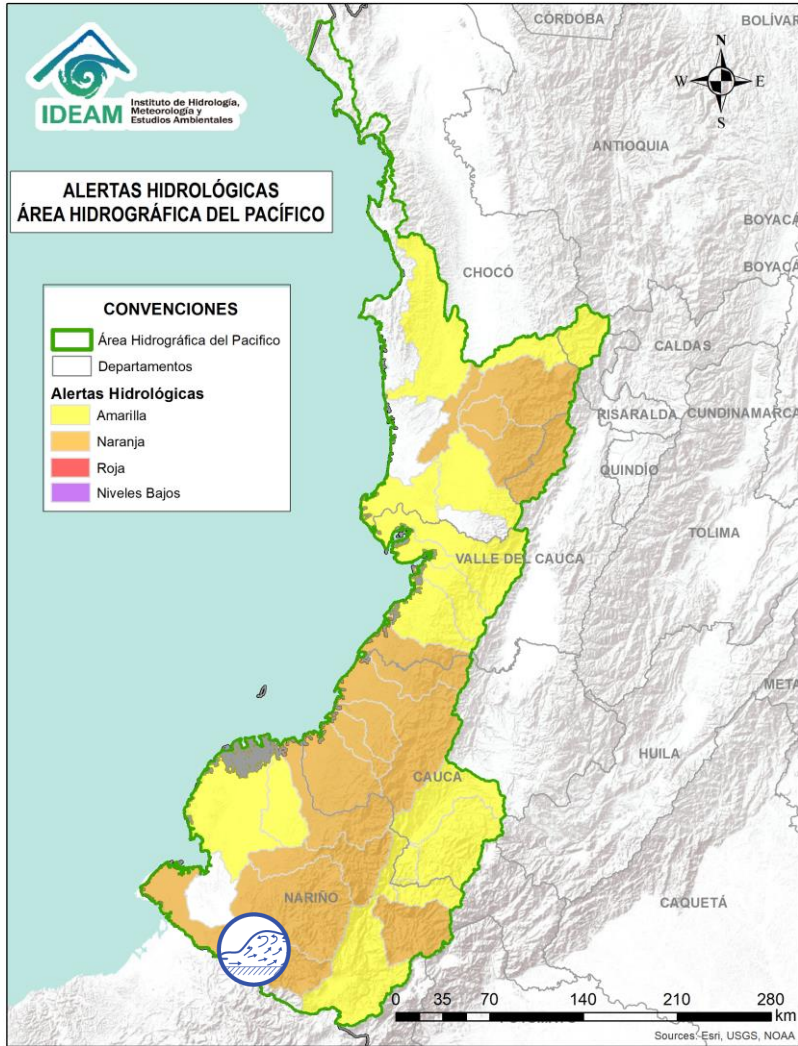 CÓRDOBA
BOLÍVAR
IDEAM
Instituto de Hidrología,
Meteorología y
Estudios Ambientales
N
W
E
S
ANTIOQUIA
ALERTAS HIDROLÓGICAS
ÁREA HIDROGRÁFICA DEL PACÍFICO
BOYACÁ
BOYACÁ
CHOCÓ
CONVENCIONES
Área Hidrográfica del Pacifico
Departamentos
Alertas Hidrológicas
Amarilla
Naranja
Roja
Niveles Bajos
CALDAS
RISARALDA
CUNDINAMARCA
QUINDÍO
TOLIMA
VALLE DEL CAUCA
META
HUILA
CAUCA
NARIÑO
CAQUETÁ
0 35 70 140 210 280
km
Sources: Esri, USGS, NOAA